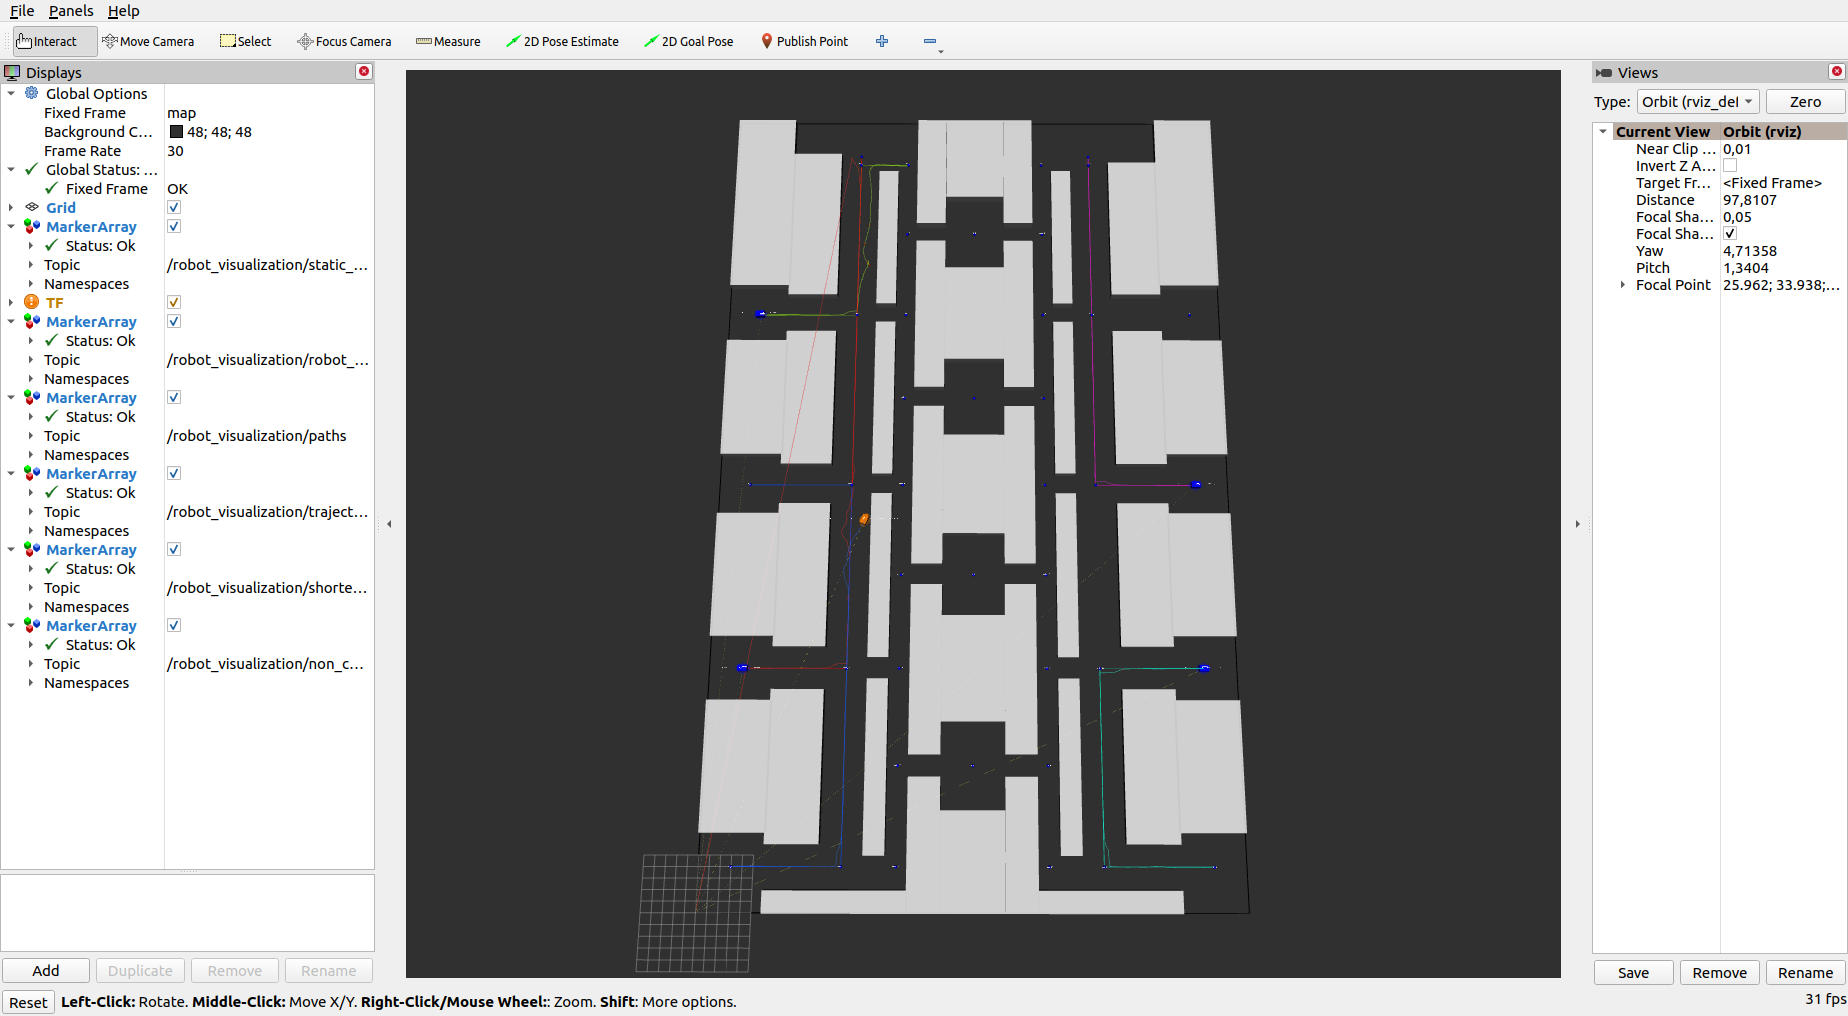 File Panels Help
Interact Move Camera Select Focus Camera Measure 2D Pose Estimate 2D Goal Pose Publish Point
Displays
Global Options
Fixed Frame map
Background C... 48; 48; 48
Frame Rate 30
Global Status: ...
Fixed Frame OK
Grid
MarkerArray
Status: Ok
Topic /robot_visualization/static_...
Namespaces
TF
MarkerArray
Status: Ok
Topic /robot_visualization/robot_...
Namespaces
MarkerArray
Status: Ok
Topic /robot_visualization/paths
Namespaces
MarkerArray
Status: Ok
Topic /robot_visualization/traject...
Namespaces
MarkerArray
Status: Ok
Topic /robot_visualization/shorte...
Namespaces
MarkerArray
Status: Ok
Topic /robot_visualization/non_c...
Namespaces
Add Duplicate Remove Rename
Views
Type: Orbit (rviz_def Zero
Current View Orbit (rviz)
Near Clip ... 0,01
Invert Z A...
Target Fr... <Fixed Frame>
Distance 97,8107
Focal Sha... 0,05
Focal Sha...
Yaw 4,71358
Pitch 1,3404
Focal Point 25.962; 33.938;...
Save Remove Rename
Reset Left-Click: Rotate. Middle-Click: Move X/Y. Right-Click/Mouse Wheel:: Zoom. Shift: More options.
31 fps